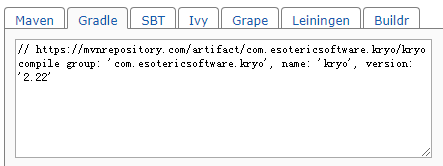 Maven Gradle SBT Ivy Grape Leiningen Buildr
// https://mvnrepository.com/artifact/com.esotericsoftware.kryo/kryo
compile group: 'com.esotericsoftware.kryo', name: 'kryo', version:
'2.22'